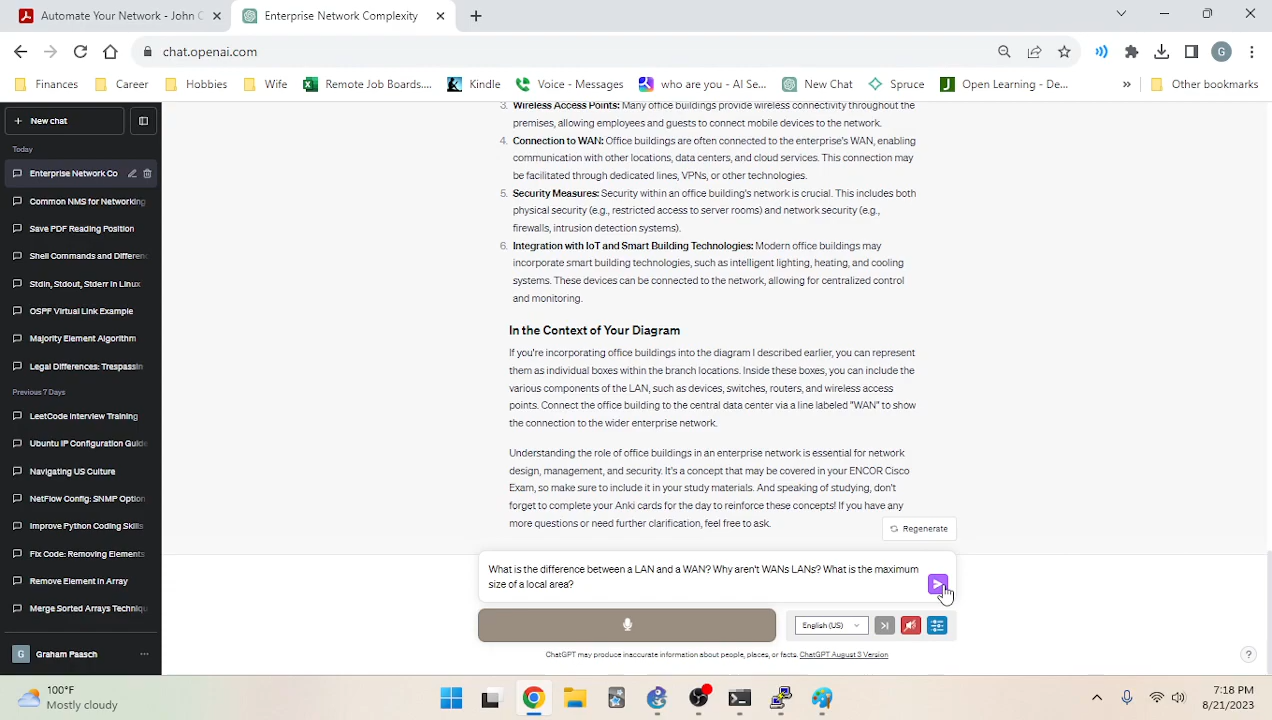 Automate Your Network - John C
Enterprise Network Complexity
chat.openai.com
G
Finances
Career
Hobbies
Wife
Remote Job Boards....
Kindle
Voice - Messages
who are you - AI Se...
New Chat
Spruce
Open Learning - De...
»
Other bookmarks
New chat
Today
Enterprise Network Co
Common NMS for Networking
Save PDF Reading Position
Shell Commands and Differenc
Stdin, Stdout, Stderr in Linux
OSPF Virtual Link Example
Majority Element Algorithm
Legal Differences: Trespassin
Previous 7 Days
LeetCode Interview Training
Ubuntu IP Configuration Guide
Navigating US Culture
NetFlow Config: SNMP Option
Improve Python Coding Skills
Fix Code: Removing Elements
Remove Element in Array
Merge Sorted Arrays Techniqu
G
Graham Paasch
3. Wireless Access Points: Many office buildings provide wireless connectivity throughout the
premises, allowing employees and guests to connect mobile devices to the network.
4. Connection to WAN: Office buildings are often connected to the enterprise's WAN, enabling
communication with other locations, data centers, and cloud services. This connection may
be facilitated through dedicated lines, VPNs, or other technologies.
5. Security Measures: Security within an office building's network is crucial. This includes both
physical security (e.g., restricted access to server rooms) and network security (e.g.,
firewalls, intrusion detection systems).
6. Integration with IoT and Smart Building Technologies: Modern office buildings may
incorporate smart building technologies, such as intelligent lighting, heating, and cooling
systems. These devices can be connected to the network, allowing for centralized control
and monitoring.
In the Context of Your Diagram
If you're incorporating office buildings into the diagram I described earlier, you can represent
them as individual boxes within the branch locations. Inside these boxes, you can include the
various components of the LAN, such as devices, switches, routers, and wireless access
points. Connect the office building to the central data center via a line labeled "WAN" to show
the connection to the wider enterprise network.
Understanding the role of office buildings in an enterprise network is essential for network
design, management, and security. It's a concept that may be covered in your ENCOR Cisco
Exam, so make sure to include it in your study materials. And speaking of studying, don't
forget to complete your Anki cards for the day to reinforce these concepts! If you have any
more questions or need further clarification, feel free to ask.
Regenerate
What is the difference between a LAN and a WAN? Why aren't WANs LANs? What is the maximum
size of a local area?
English (US)
ChatGPT may produce inaccurate information about people, places, or facts. ChatGPT August 3 Version
?
100°F
Mostly cloudy
7:18 PM
8/21/2023